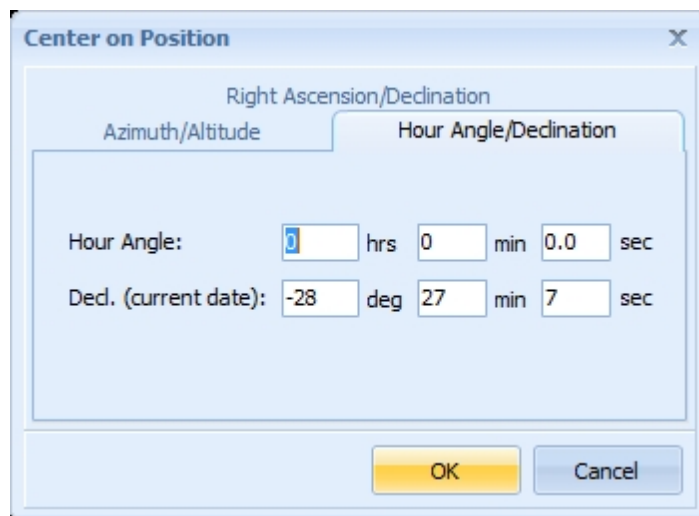 Center on Position
Right Ascension/Declination
Azimuth/Altitude Hour Angle/Declination
Hour Angle: 0 hrs 0 min 0.0 sec
Decl. (current date): -28 deg 27 min 7 sec
OK Cancel